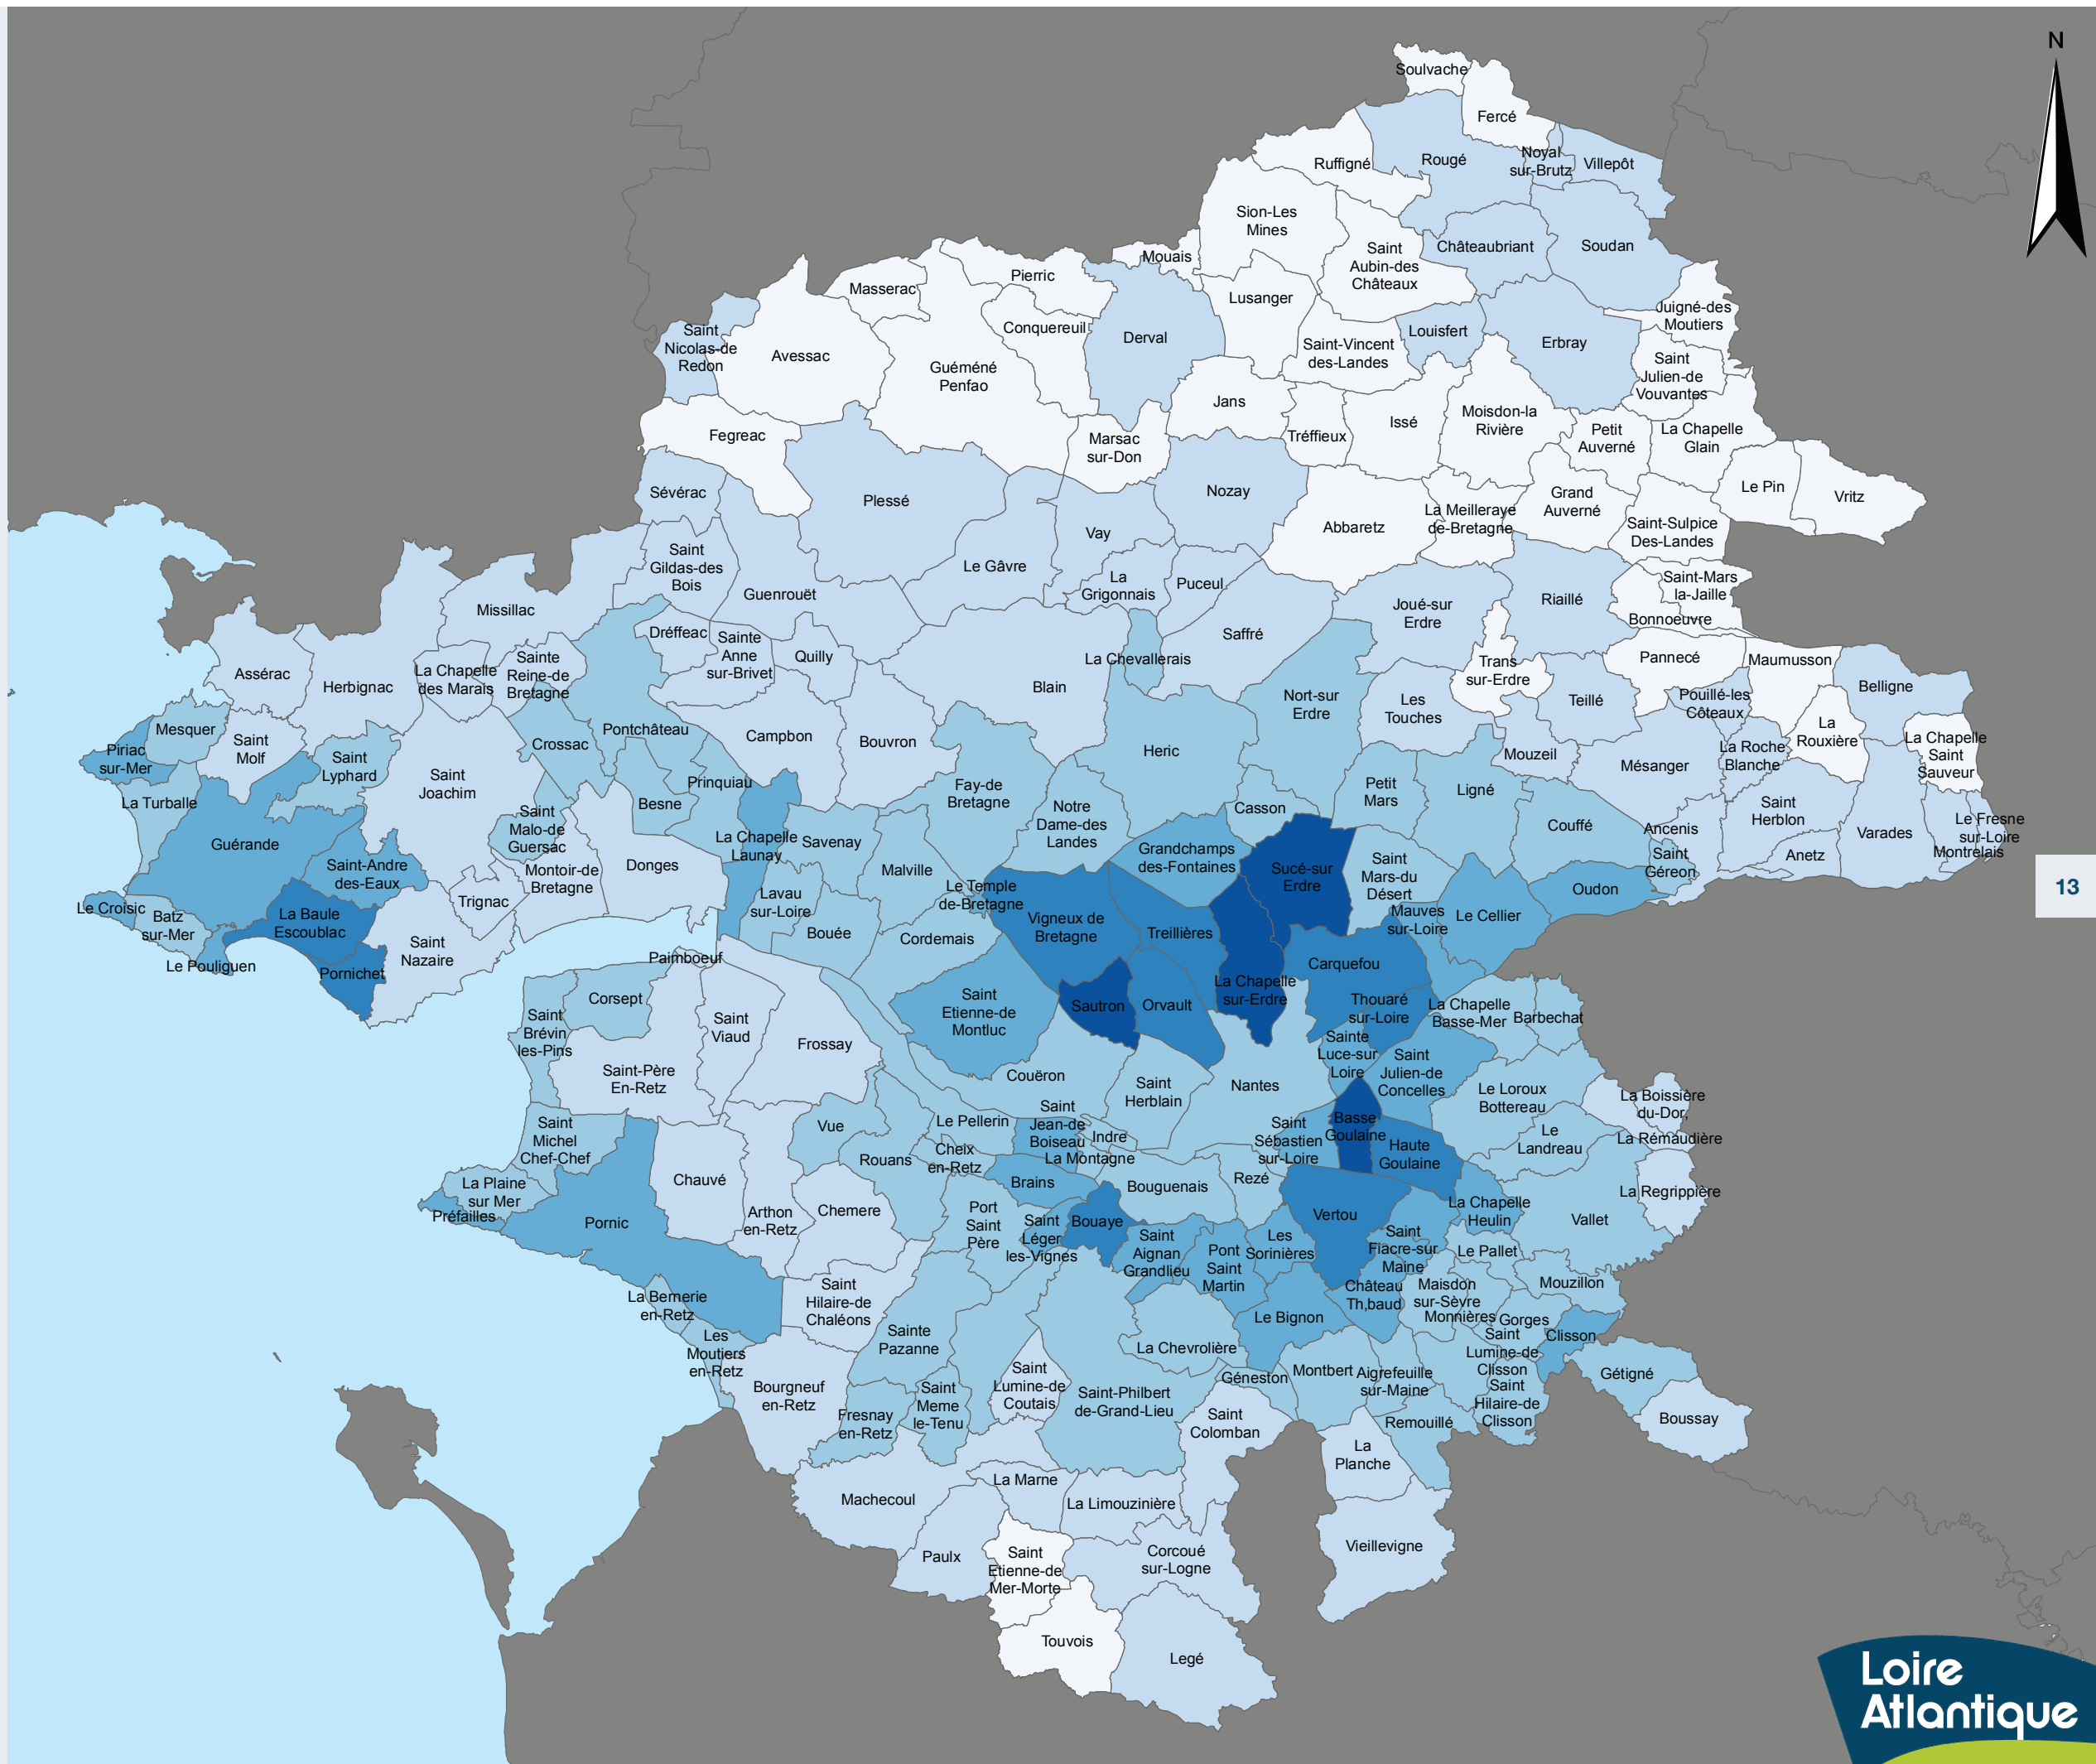 N
Soulvache
Fercé
Ruffigné
Rougé
Noyal
sur-Brutz
Villepôt
Sion-Les
Mines
Saint
Aubin-des
Châteaux
Châteaubriant
Soudan
Mouais
Pierric
Masserac
Lusanger
Juigné-des
Moutiers
Saint
Nicolas-de
Redon
Avessac
Conquereuil
Derval
Louisfert
Erbray
Saint-Vincent
des-Landes
Guéméné
Penfao
Saint
Julien-de
Vouvantes
Jans
Issé
Moisdon-la
Rivière
Fegreac
Marsac
sur-Don
Tréffieux
Petit
Auverné
La Chapelle
Glain
Sévérac
Plessé
Nozay
Grand
Auverné
Le Pin
Vritz
Vay
Abbaretz
La Meilleraye
de-Bretagne
Saint-Sulpice
Des-Landes
Saint
Gildas-des
Bois
Le Gâvre
Guenrouët
La
Grigonnais
Puceul
Saint-Mars
la-Jaille
Missillac
Joué-sur
Erdre
Riaillé
Bonnoeuvre
Dréffeac
Sainte
Anne
sur-Brivet
Quilly
Saffré
Assérac
Herbignac
La Chapelle
des Marais
Sainte
Reine-de
Bretagne
La Chevallerais
Blain
Trans
sur-Erdre
Pannecé
Maumusson
Nort-sur
Erdre
Les
Touches
Teillé
Pouillé-les
Côteaux
Belligne
Mesquer
Piriac
sur-Mer
Saint
Molf
Saint
Lyphard
Crossac
Pontchâteau
Campbon
Bouvron
Heric
Mouzeil
La
Rouxière
La Chapelle
Saint
Sauveur
La Turballe
Saint
Joachim
Prinquiau
Besne
Fay-de
Bretagne
Petit
Mars
Ligné
Mésanger
La Roche
Blanche
Notre
Dame-des
Landes
Casson
Saint
Herblon
Guérande
Saint
Malo-de
Guersac
La Chapelle
Launay
Savenay
Couffé
Ancenis
Varades
Le Fresne
sur-Loire
Saint-Andre
des-Eaux
Montoir-de
Bretagne
Donges
Malville
Grandchamps
des-Fontaines
Sucé-sur
Erdre
Saint
Mars-du
Désert
Saint
Géreon
Anetz
Montrelais
13
Le Croisic
Batz
sur-Mer
La Baule
Escoublac
Trignac
Lavau
sur-Loire
Le Temple
de-Bretagne
Oudon
Vigneux de
Bretagne
Treillières
Mauves
sur-Loire
Le Cellier
Le Pouliguen
Pornichet
Saint
Nazaire
Bouée
Cordemais
Paimboeuf
Carquefou
La Chapelle
sur-Erdre
Corsept
Saint
Etienne-de
Montluc
Sautron
Orvault
Thouaré
sur-Loire
La Chapelle
Basse-Mer
Barbechat
Saint
Brévin
les-Pins
Saint
Viaud
Frossay
Sainte
Luce-sur
Loire
Saint
Julien-de
Concelles
Saint-Père
En-Retz
Couëron
Saint
Herblain
Nantes
Le Loroux
Bottereau
La Boissière
du-Dor,
Saint
Michel
Chef-Chef
Vue
Le Pellerin
Saint
Jean-de
Boiseau
Indre
Saint
Sébastien
sur-Loire
Basse
Goulaine
Haute
Goulaine
Le
Landreau
La Rémaudière
Rouans
Cheix
en-Retz
La Montagne
La Plaine
sur Mer
Préfailles
Chauvé
Brains
Bouguenais
Rezé
La Regrippière
Pornic
Arthon
en-Retz
Chemere
Port
Saint
Père
Saint
Léger
les-Vignes
Bouaye
Vertou
La Chapelle
Heulin
Vallet
Saint
Aignan
Grandlieu
Pont
Saint
Martin
Les
Sorinières
Saint
Fiacre-sur
Maine
Le Pallet
La Bernerie
en-Retz
Saint
Hilaire-de
Chaléons
Château
Th,baud
Maisdon
sur-Sèvre
Monnières
Mouzillon
Les
Moutiers
en-Retz
Sainte
Pazanne
La Chevrolière
Le Bignon
Gorges
Saint
Lumine-de
Clisson
Clisson
Bourgneuf
en-Retz
Saint
Lumine-de
Coutais
Géneston
Montbert
Aigrefeuille
sur-Maine
Gétigné
Fresnay
en-Retz
Saint
Meme
le-Tenu
Saint-Philbert
de-Grand-Lieu
Saint
Colomban
Remouillé
Saint
Hilaire-de
Clisson
Boussay
La
Planche
Machecoul
La Marne
La Limouzinière
Paulx
Saint
Etienne-de
Mer-Morte
Corcoué
sur-Logne
Vieillevigne
Touvois
Legé
Loire
Atlantique